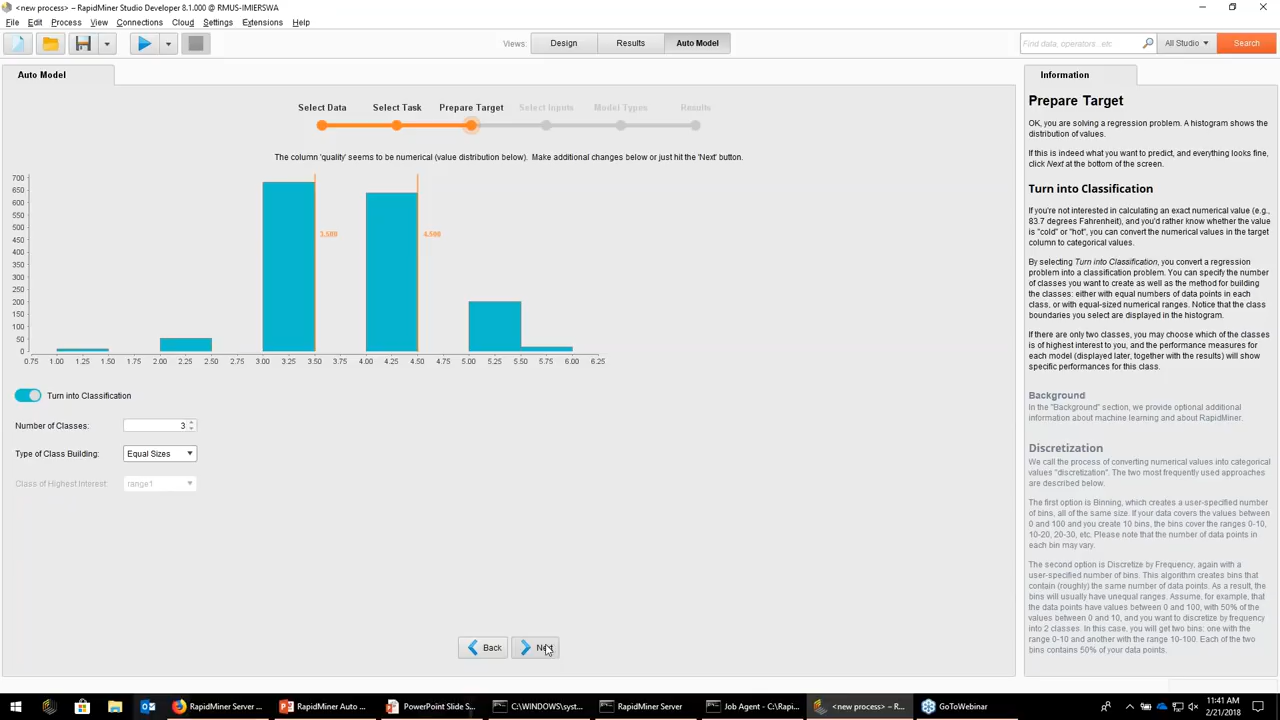 <new process> – RapidMiner Studio Developer 8.1.000 @ RMUS-IMIERSWA
File Edit Process View Connections Cloud Settings Extensions Help
Views: Design Results Auto Model
Find data, operators...etc All Studio Search
Auto Model
Select Data Select Task Prepare Target Select Inputs Model Types Results
The column 'quality' seems to be numerical (value distribution below). Make additional changes below or just hit the 'Next' button.
700
650
600
550
500
450
400
350
300
250
200
150
100
50
0
3.500 4.500
0.75 1.00 1.25 1.50 1.75 2.00 2.25 2.50 2.75 3.00 3.25 3.50 3.75 4.00 4.25 4.50 4.75 5.00 5.25 5.50 5.75 6.00 6.25
Turn into Classification
Number of Classes: 3
Type of Class Building: Equal Sizes
Class of Highest Interest: range1
Back Next
Information
Prepare Target
OK, you are solving a regression problem. A histogram shows the
distribution of values.
If this is indeed what you want to predict, and everything looks fine,
click Next at the bottom of the screen.
Turn into Classification
If you're not interested in calculating an exact numerical value (e.g.,
83.7 degrees Fahrenheit), and you'd rather know whether the value
is "cold" or "hot", you can convert the numerical values in the target
column to categorical values.
By selecting Turn into Classification, you convert a regression
problem into a classification problem. You can specify the number
of classes you want to create as well as the method for building
the classes: either with equal numbers of data points in each
class, or with equal-sized numerical ranges. Notice that the class
boundaries you select are displayed in the histogram.
If there are only two classes, you may choose which of the classes
is of highest interest to you, and the performance measures for
each model (displayed later, together with the results) will show
specific performances for this class.
Background
In the "Background" section, we provide optional additional
information about machine learning and about RapidMiner.
Discretization
We call the process of converting numerical values into categorical
values "discretization". The two most frequently used approaches
are described below.
The first option is Binning, which creates a user-specified number
of bins, all of the same size. If your data covers the values between
0 and 100 and you create 10 bins, the bins cover the ranges 0-10,
10-20, 20-30, etc. Please note that the number of data points in
each bin may vary.
The second option is Discretize by Frequency, again with a
user-specified number of bins. This algorithm creates bins that
contain (roughly) the same number of data points. As a result, the
bins will usually have unequal ranges. Assume, for example, that
the data points have values between 0 and 100, with 50% of the
values between 0 and 10, and you want to discretize by frequency
into 2 classes. In this case, you will get two bins: one with the
range 0-10 and another with the range 10-100. Each of the two
bins contains 50% of your data points.
RapidMiner Server ... RapidMiner Auto ... PowerPoint Slide S... C:\WINDOWS\syst... RapidMiner Server Job Agent - C:\Rapi... <new process> – R... GoToWebinar
11:41 AM
2/21/2018